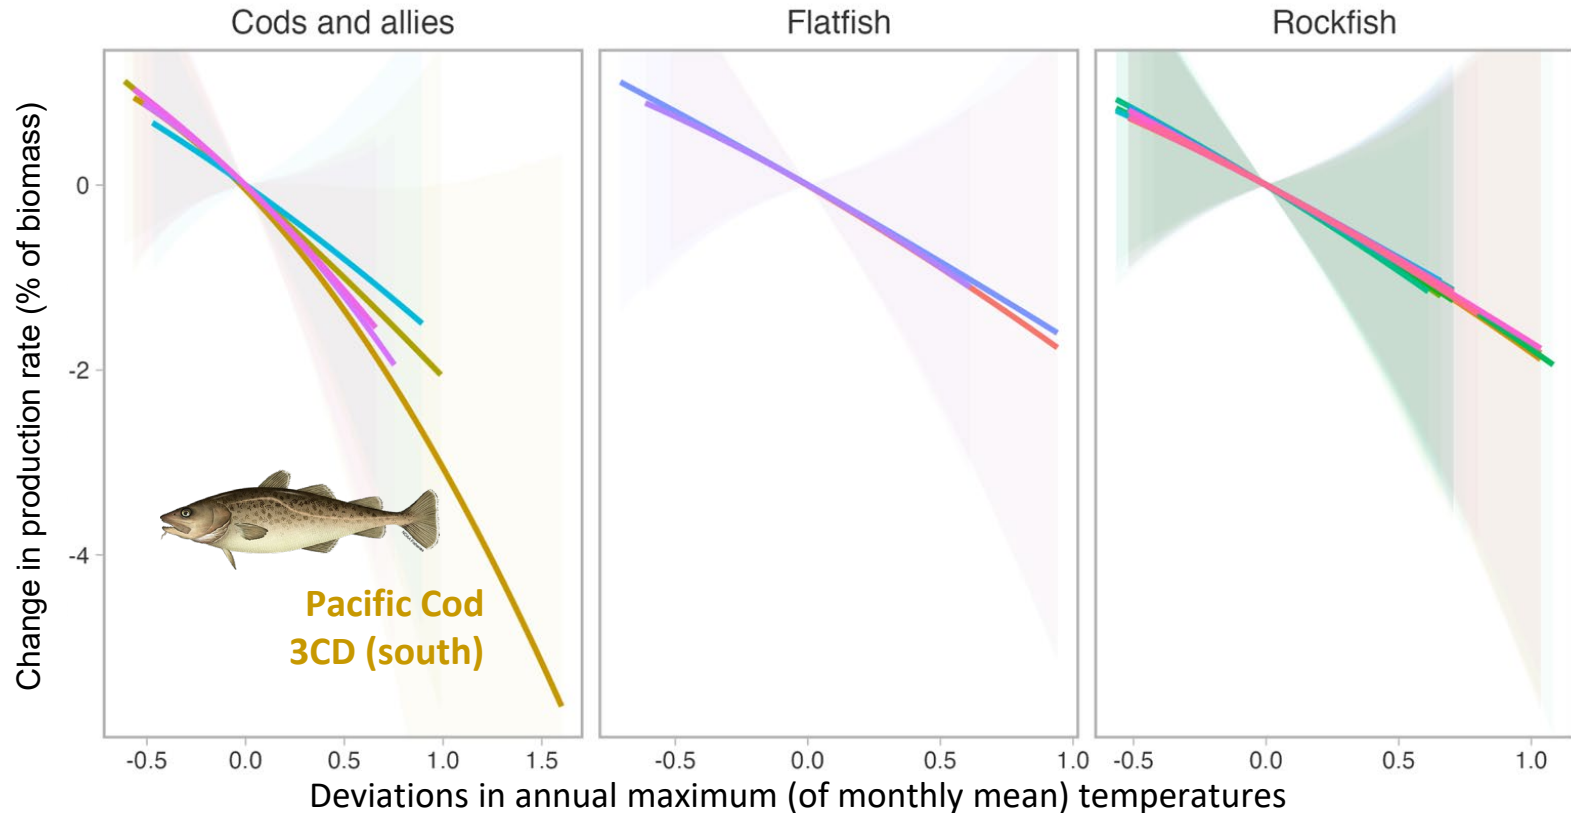 Cods and allies
Flatfish
Rockfish
Change in production rate (% of biomass)
0
-2
-4
Pacific Cod
3CD (south)
-0.5 0.0 0.5 1.0 1.5
-0.5 0.0 0.5 1.0
-0.5 0.0 0.5 1.0
Deviations in annual maximum (of monthly mean) temperatures